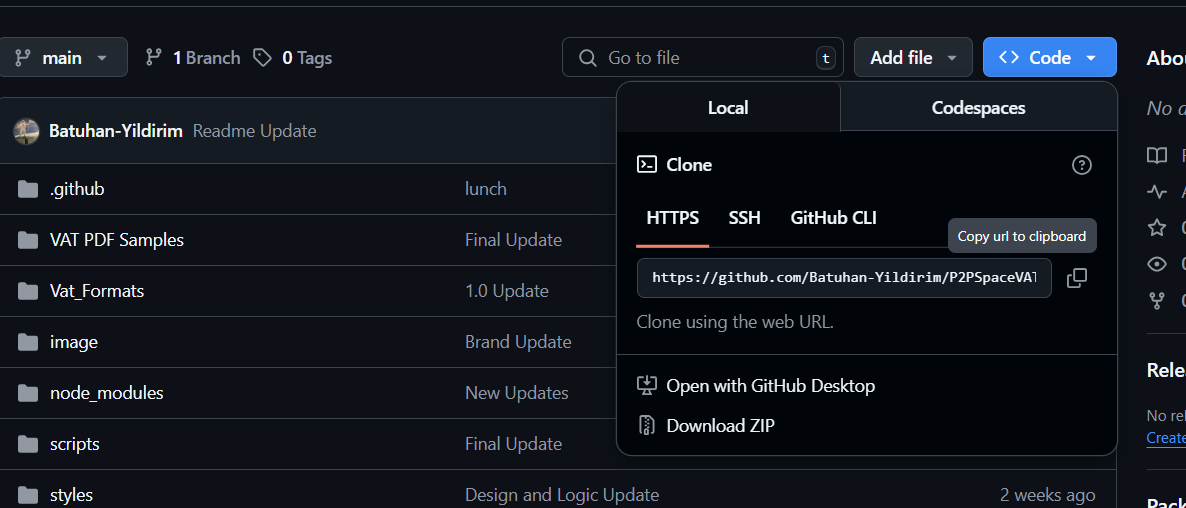 main
1 Branch
0 Tags
Go to file
t
Add file
Code
Local
Codespaces
Clone
HTTPS
SSH
GitHub CLI
Copy url to clipboard
https://github.com/Batuhan-Yildirim/P2PSpaceVAT
Clone using the web URL.
Open with GitHub Desktop
Download ZIP
Batuhan-Yildirim Readme Update
.github lunch
VAT PDF Samples Final Update
Vat_Formats 1.0 Update
image Brand Update
node_modules New Updates
scripts Final Update
styles Design and Logic Update 2 weeks ago
Abou
No d
Rele
No rel
Create
Pack